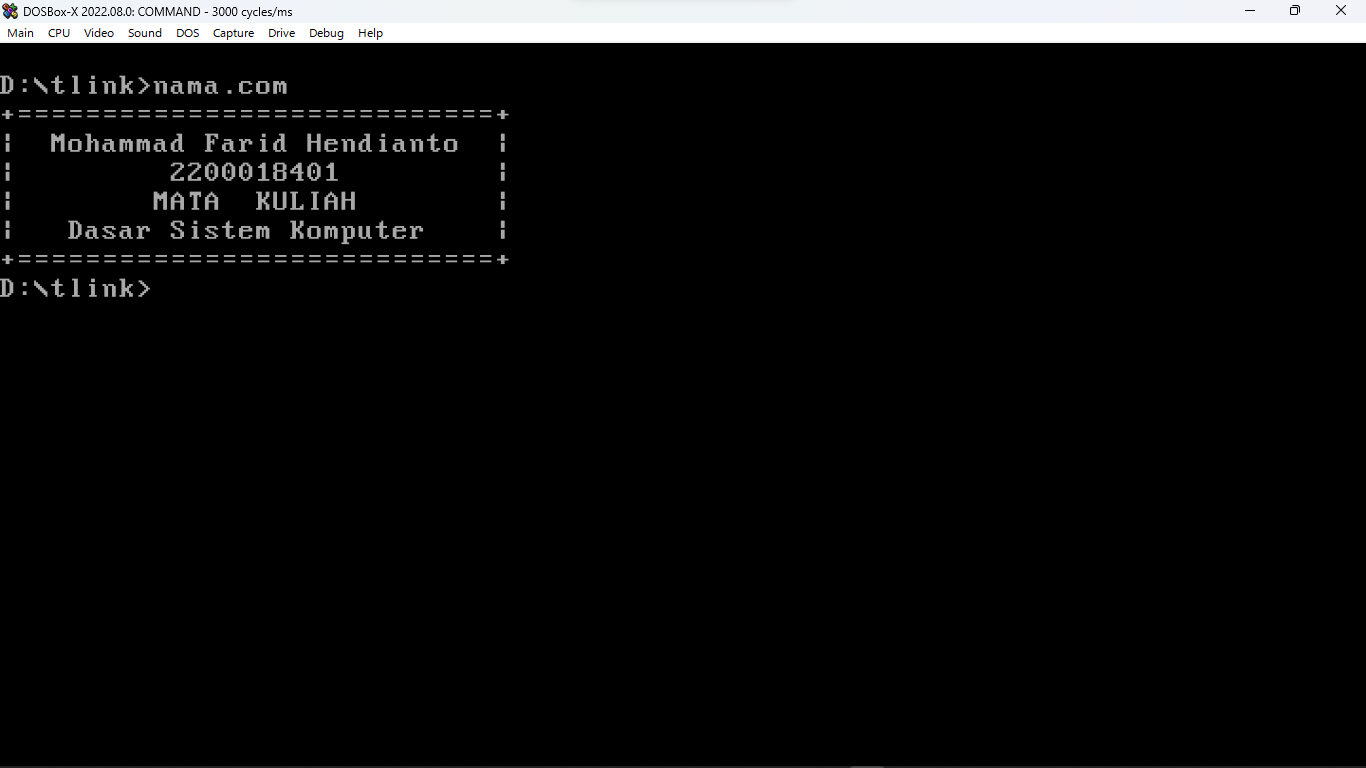 DOSBox-X 2022.08.0: COMMAND - 3000 cycles/ms
Main CPU Video Sound DOS Capture Drive Debug Help
D:\tlink>nama.com
+============================+
¦  Mohammad Farid Hendianto  ¦
¦         2200018401         ¦
¦        MATA  KULIAH        ¦
¦   Dasar Sistem Komputer    ¦
+============================+
D:\tlink>